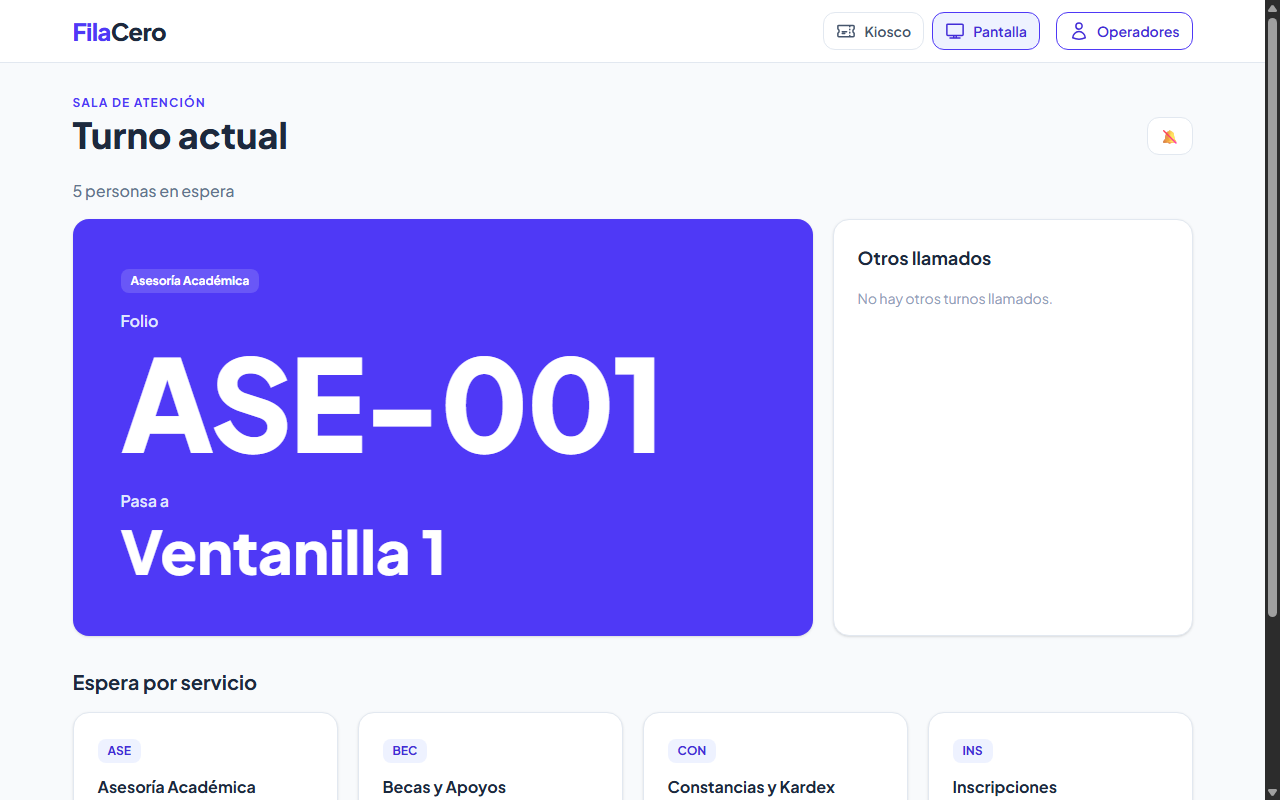 FilaCero
Kiosco
Pantalla
Operadores
SALA DE ATENCIÓN
Turno actual
5 personas en espera
Asesoría Académica
Folio
ASE-001
Pasa a
Ventanilla 1
Otros llamados
No hay otros turnos llamados.
Espera por servicio
ASE
Asesoría Académica
BEC
Becas y Apoyos
CON
Constancias y Kardex
INS
Inscripciones